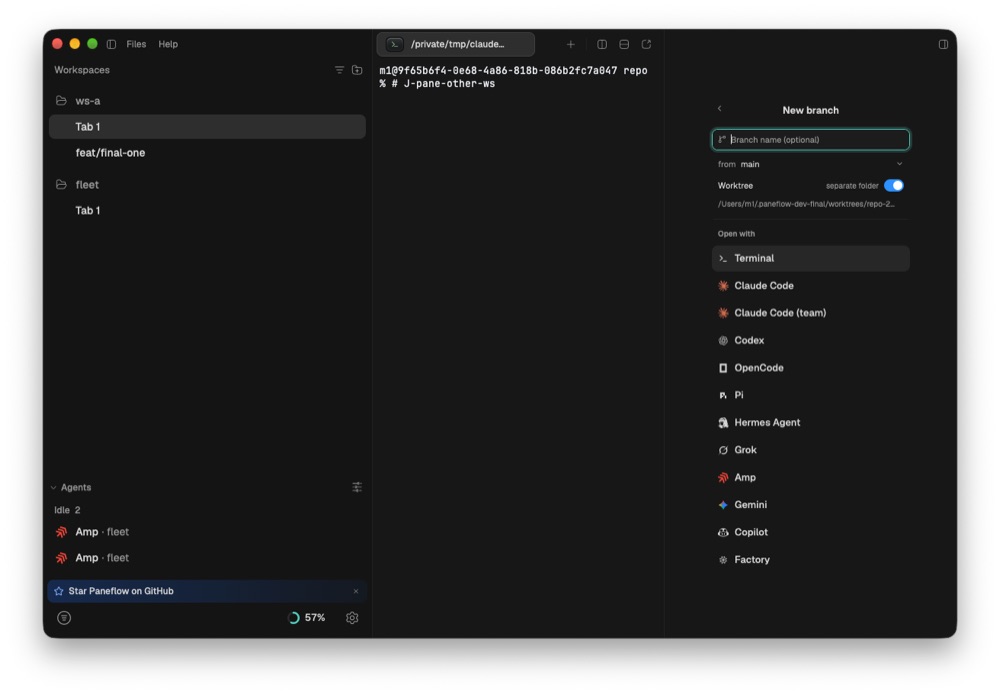 Files Help
/private/tmp/claude...
Workspaces
ws-a
Tab 1
feat/final-one
fleet
Tab 1
m1@9f65b6f4-0e68-4a86-818b-086b2fc7a047 repo
% # J-pane-other-ws
New branch
Branch name (optional)
from main
Worktree separate folder
/Users/m1/.paneflow-dev-final/worktrees/repo-2...
Open with
Terminal
Claude Code
Claude Code (team)
Codex
OpenCode
Pi
Hermes Agent
Grok
Amp
Gemini
Copilot
Factory
Agents
Idle 2
Amp · fleet
Amp · fleet
Star Paneflow on GitHub
57%